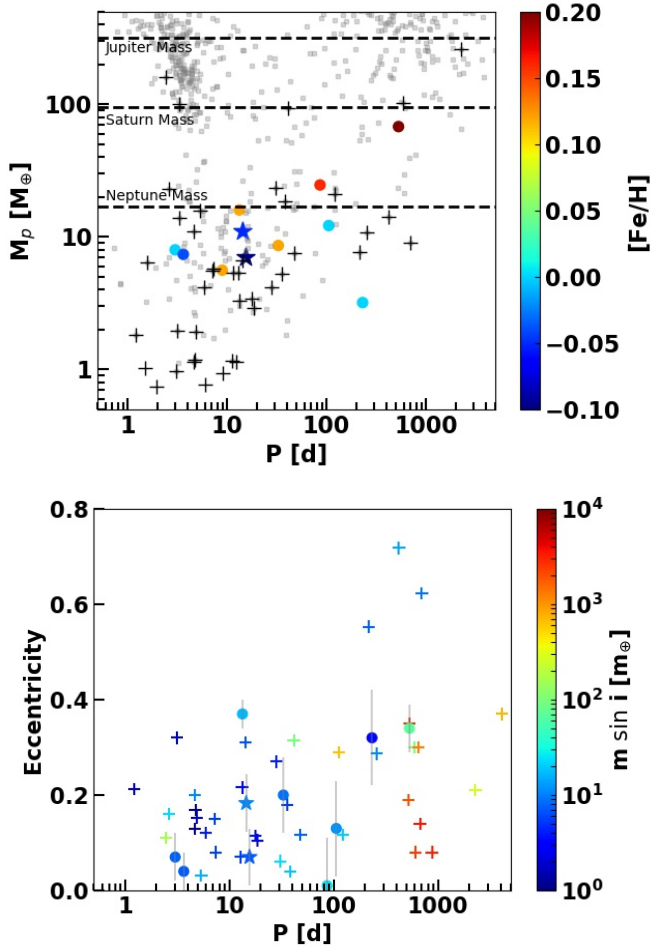 Jupiter Mass
Saturn Mass
Neptune Mass
M_p [M_⊕]
100
10
1
1 10 100 1000
P [d]
0.20
0.15
0.10
0.05
0.00
−0.05
−0.10
[Fe/H]
Eccentricity
0.8
0.6
0.4
0.2
0.0
1 10 100 1000
P [d]
10^4
10^3
10^2
10^1
10^0
m sin i [m_⊕]